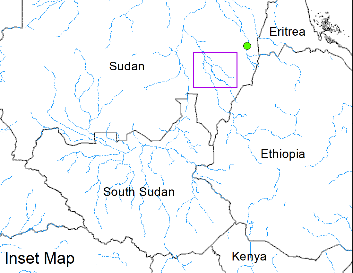 Eritrea
Sudan
Ethiopia
South Sudan
Kenya
Inset Map